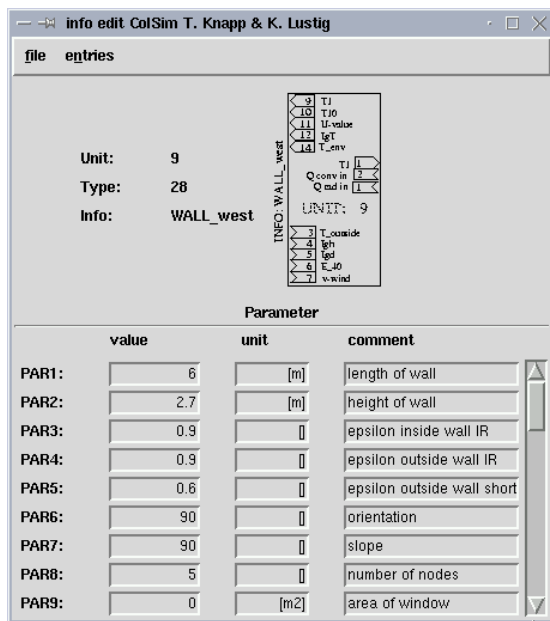 info edit ColSim T. Knapp & K. Lustig
file entries
9 T1
10 T10
11 U-value
12 IgT
14 T_env
T1 1
Q conv in 2
Q rad in 1
INFO: WALL_west
UNIT: 9
3 T_outside
4 Igh
5 Igd
6 E_40
7 v-wind
Unit: 9
Type: 28
Info: WALL_west
Parameter
value unit comment
PAR1: 6 [m] length of wall
PAR2: 2.7 [m] height of wall
PAR3: 0.9 [] epsilon inside wall IR
PAR4: 0.9 [] epsilon outside wall IR
PAR5: 0.6 [] epsilon outside wall short
PAR6: 90 [] orientation
PAR7: 90 [] slope
PAR8: 5 [] number of nodes
PAR9: 0 [m2] area of window